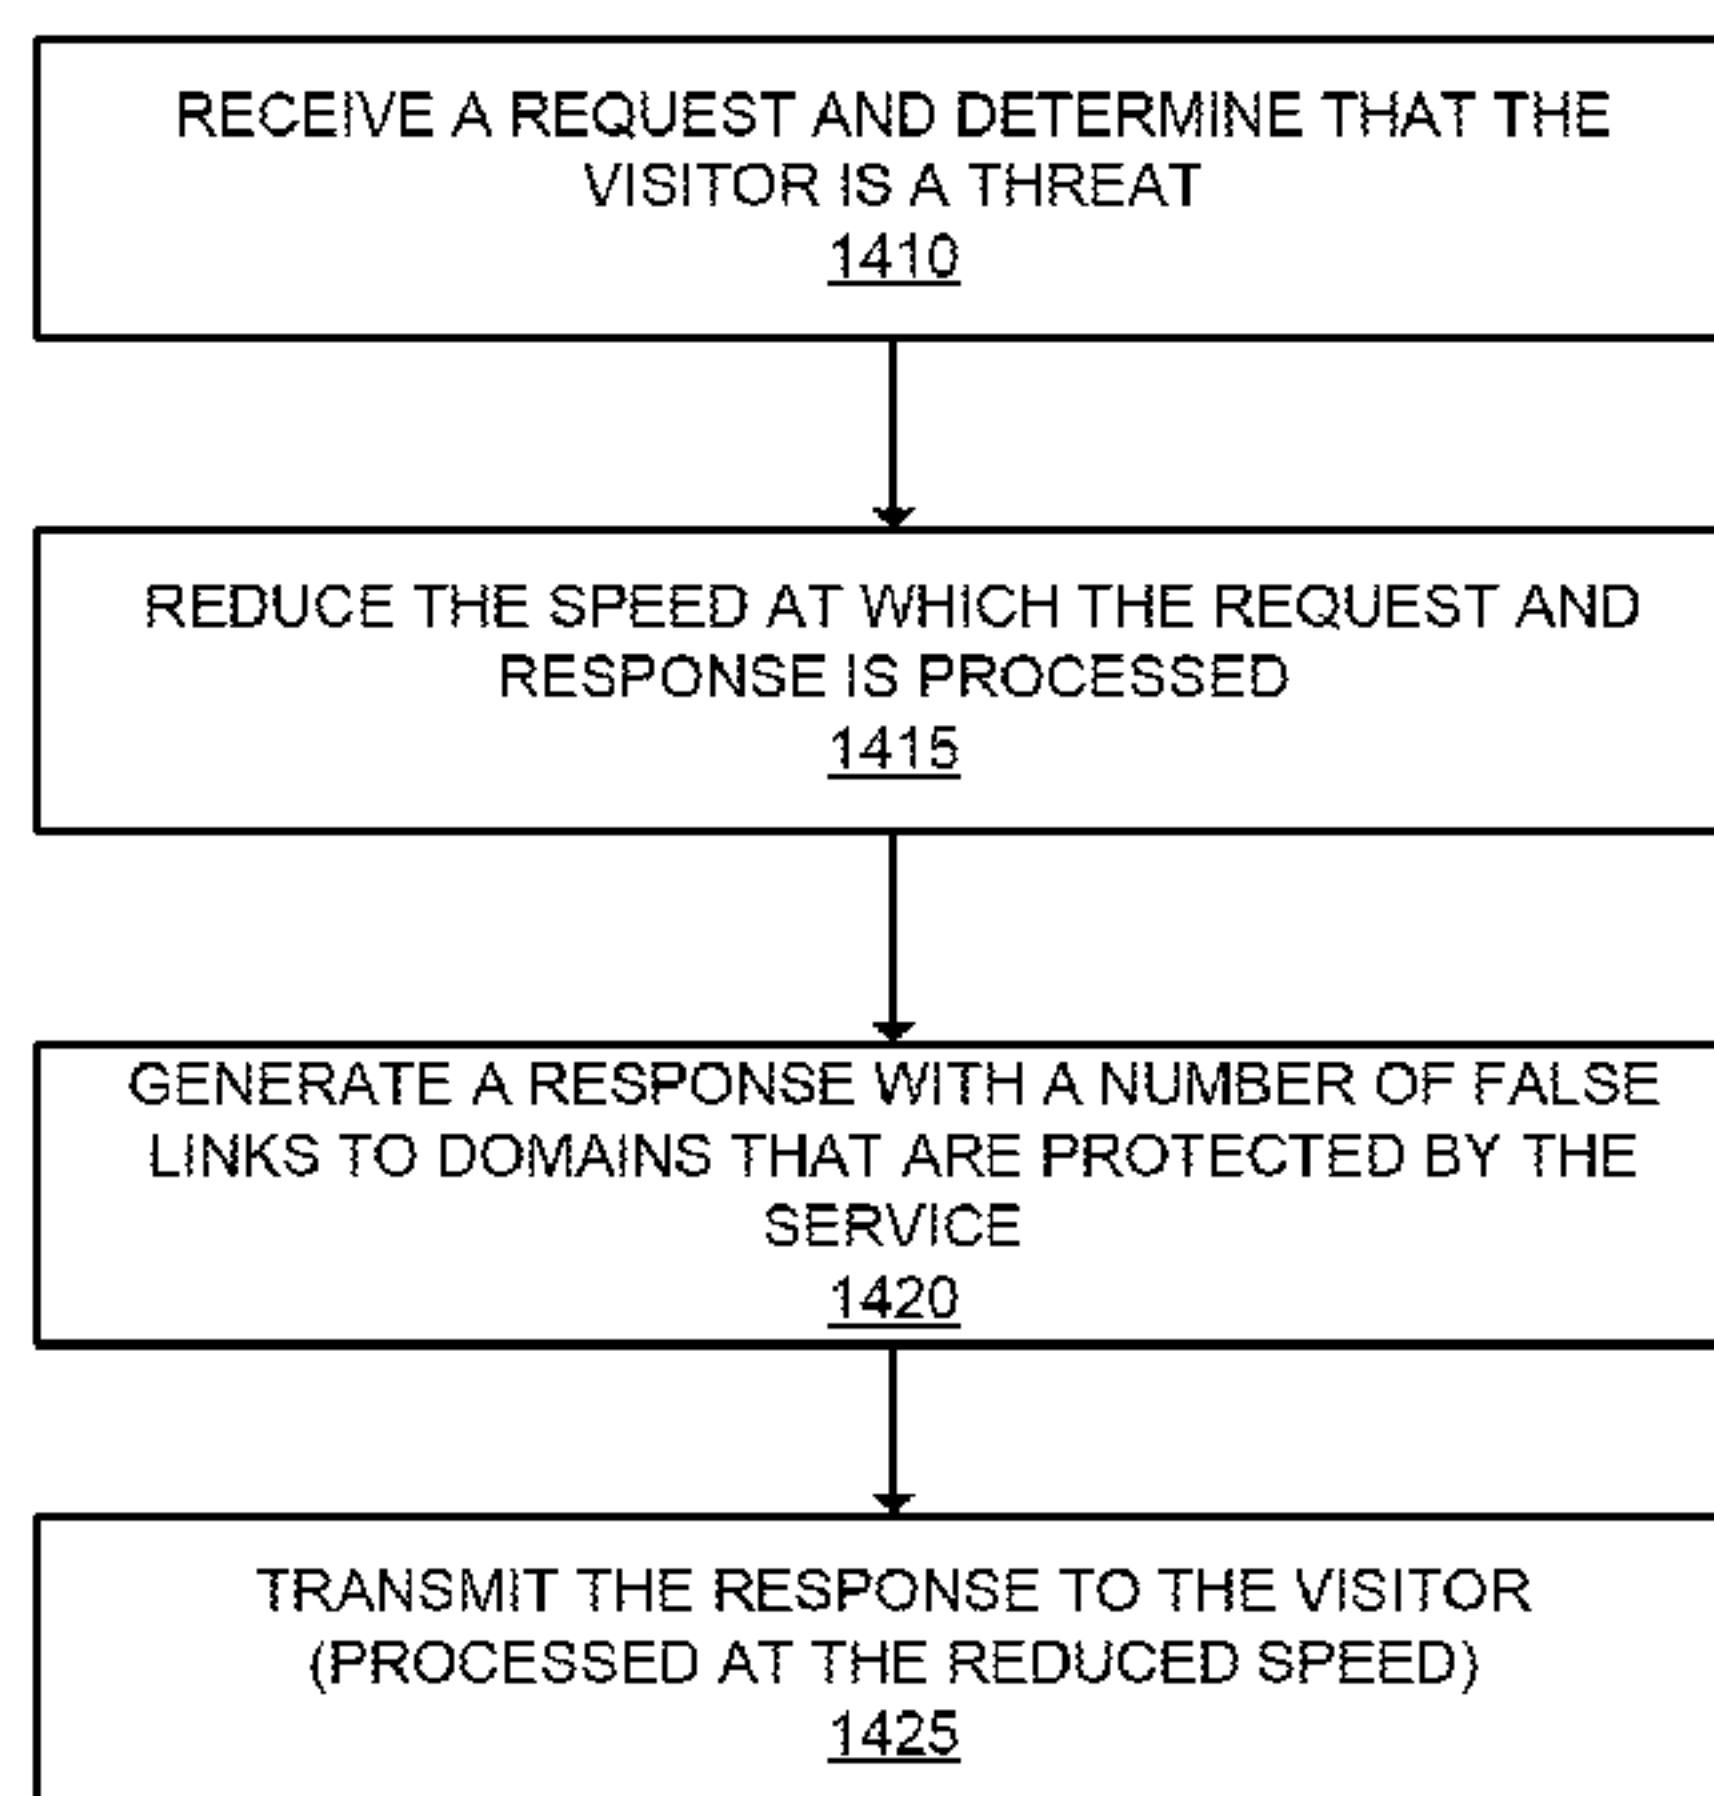 RECEIVE A REQUEST AND DETERMINE THAT THE
VISITOR IS A THREAT
1410
REDUCE THE SPEED AT WHICH THE REQUEST AND
RESPONSE IS PROCESSED
1415
GENERATE A RESPONSE WITH A NUMBER OF FALSE
LINKS TO DOMAINS THAT ARE PROTECTED BY THE
SERVICE
1420
TRANSMIT THE RESPONSE TO THE VISITOR
(PROCESSED AT THE REDUCED SPEED)
1425